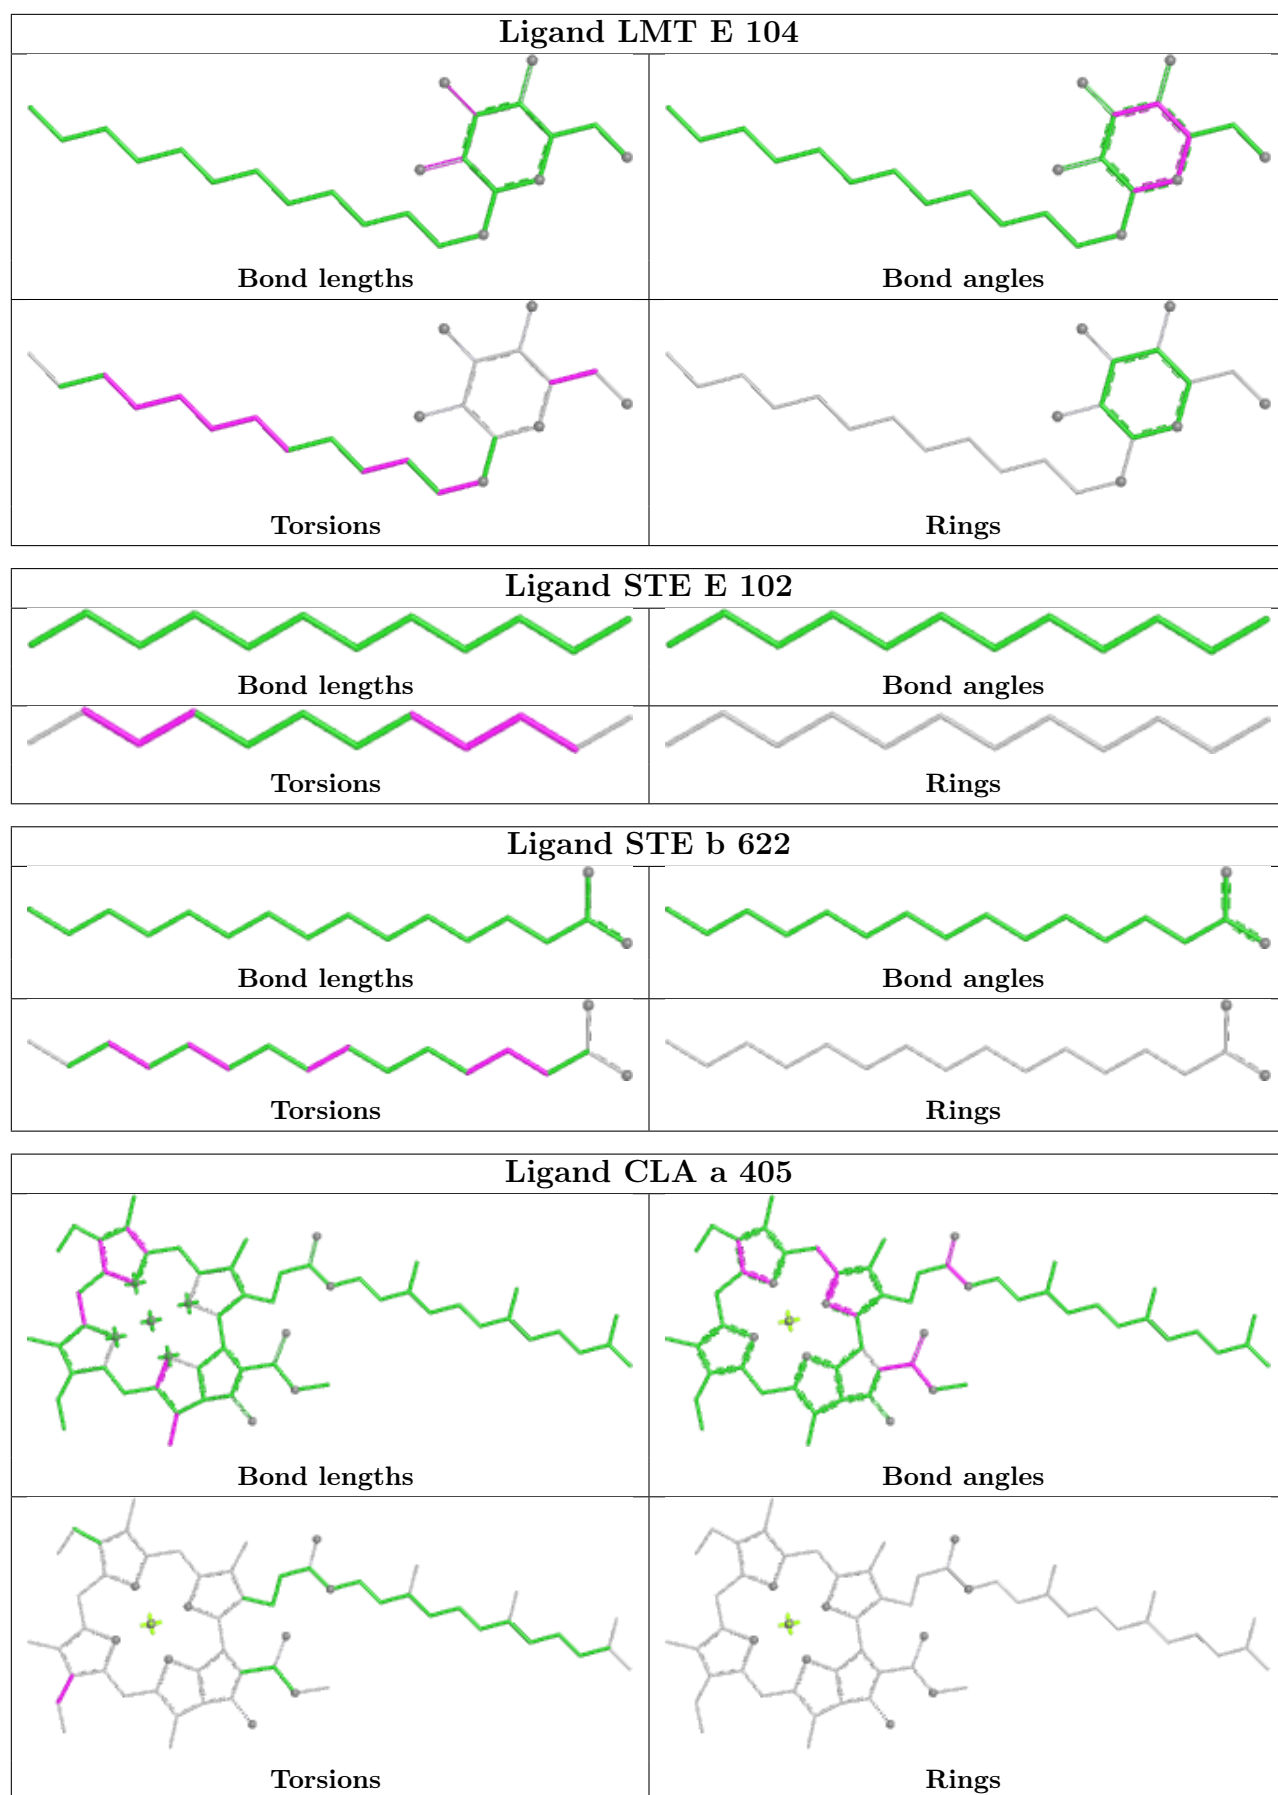 Ligand LMT E 104
Bond lengths
Bond angles
Torsions
Rings
Ligand STE E 102
Bond lengths
Bond angles
Torsions
Rings
Ligand STE b 622
Bond lengths
Bond angles
Torsions
Rings
Ligand CLA a 405
Bond lengths
Bond angles
Torsions
Rings